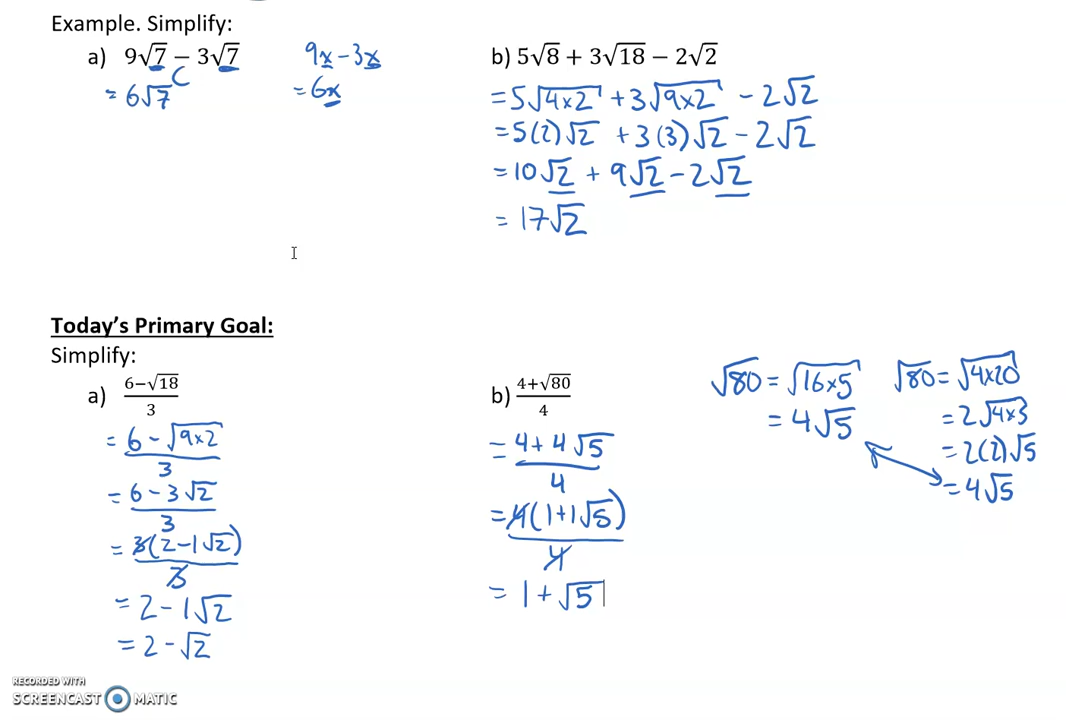 Example. Simplify:
a) 9√7 − 3√7
= 6√7
9x − 3x
= 6x
b) 5√8 + 3√18 − 2√2
= 5√4×2 + 3√9×2 − 2√2
= 5(2)√2 + 3(3)√2 − 2√2
= 10√2 + 9√2 − 2√2
= 17√2
Today's Primary Goal:
Simplify:
a) (6−√18)/3
= (6 − √9×2)/3
= (6 − 3√2)/3
= 3(2 − 1√2)/3
= 2 − 1√2
= 2 − √2
b) (4+√80)/4
= (4 + 4√5)/4
= 4(1 + 1√5)/4
= 1 + √5
√80 = √16×5
= 4√5
√80 = √4×20
= 2√4×3
= 2(2)√5
= 4√5
RECORDED WITH
SCREENCAST MATIC